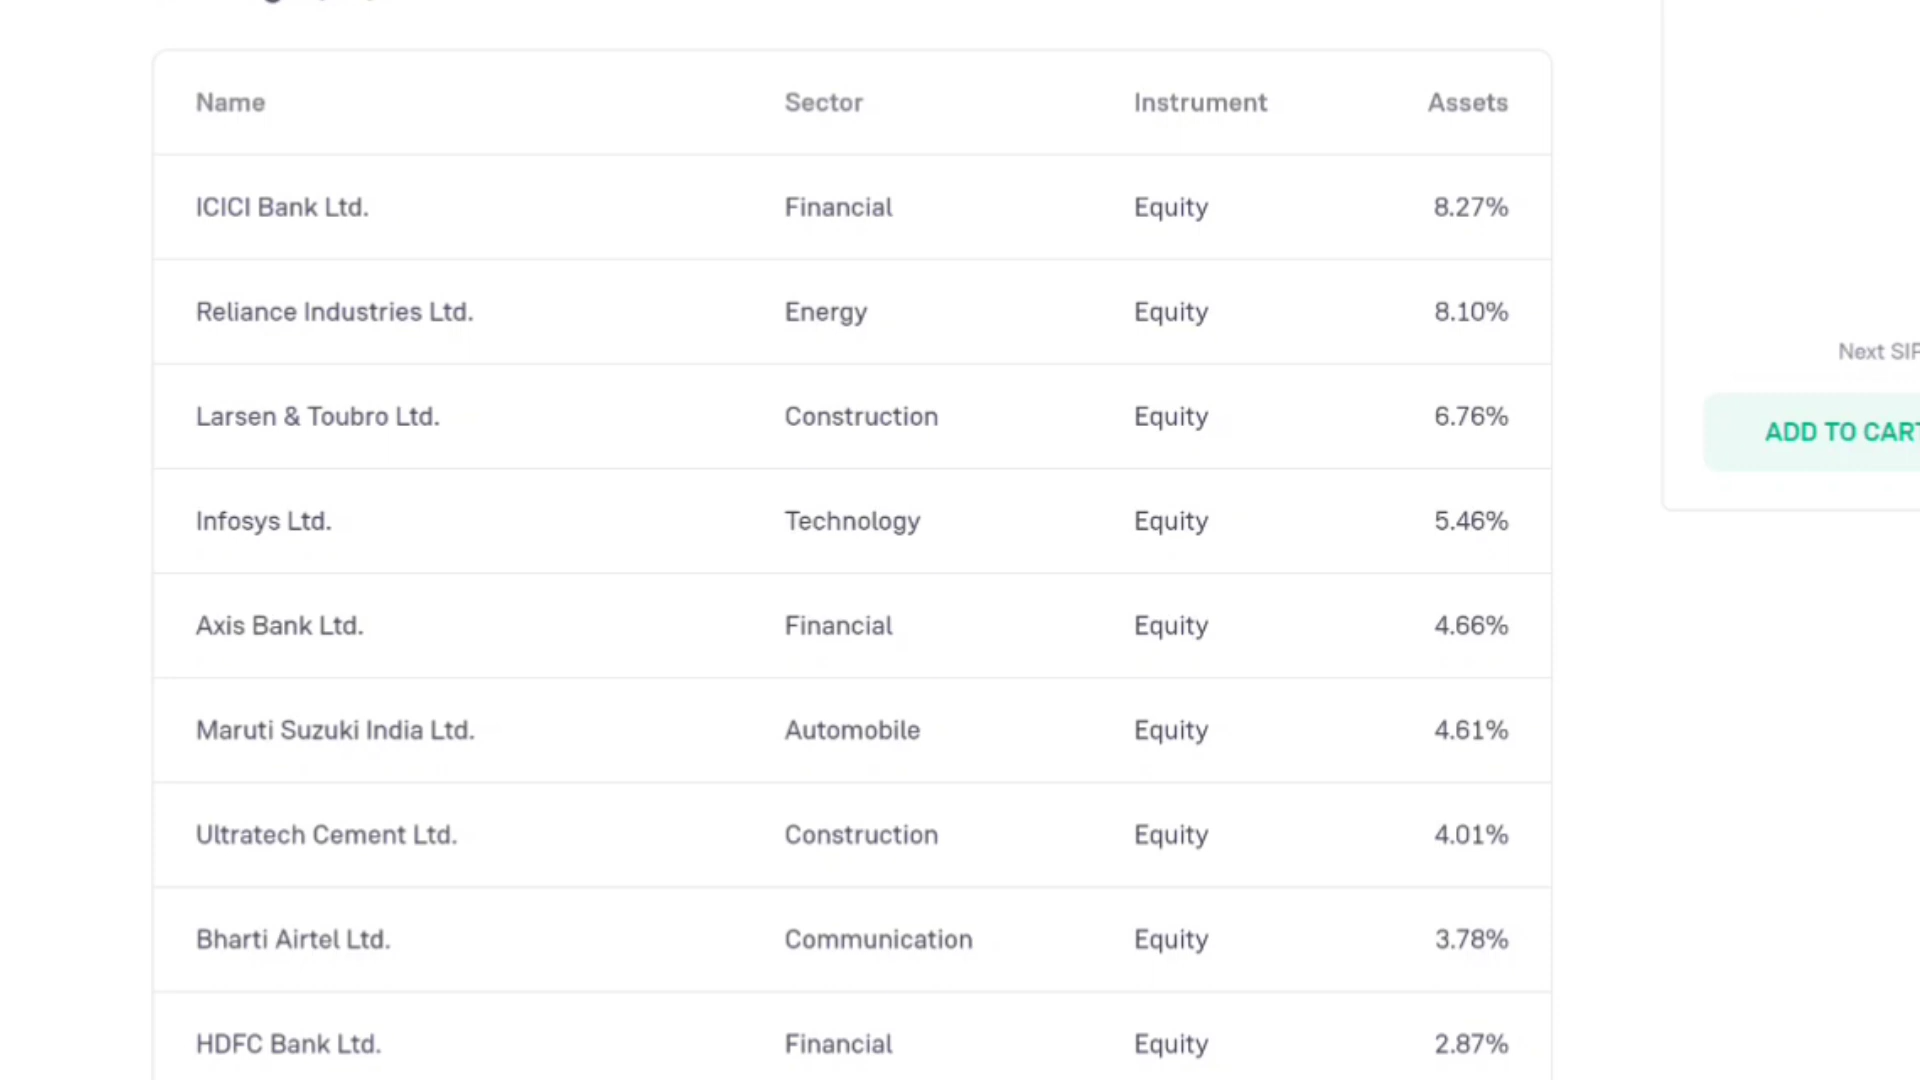 Name Sector Instrument Assets
ICICI Bank Ltd. Financial Equity 8.27%
Reliance Industries Ltd. Energy Equity 8.10%
Next SIP
Larsen & Toubro Ltd. Construction Equity 6.76%
ADD TO CART
Infosys Ltd. Technology Equity 5.46%
Axis Bank Ltd. Financial Equity 4.66%
Maruti Suzuki India Ltd. Automobile Equity 4.61%
Ultratech Cement Ltd. Construction Equity 4.01%
Bharti Airtel Ltd. Communication Equity 3.78%
HDFC Bank Ltd. Financial Equity 2.87%